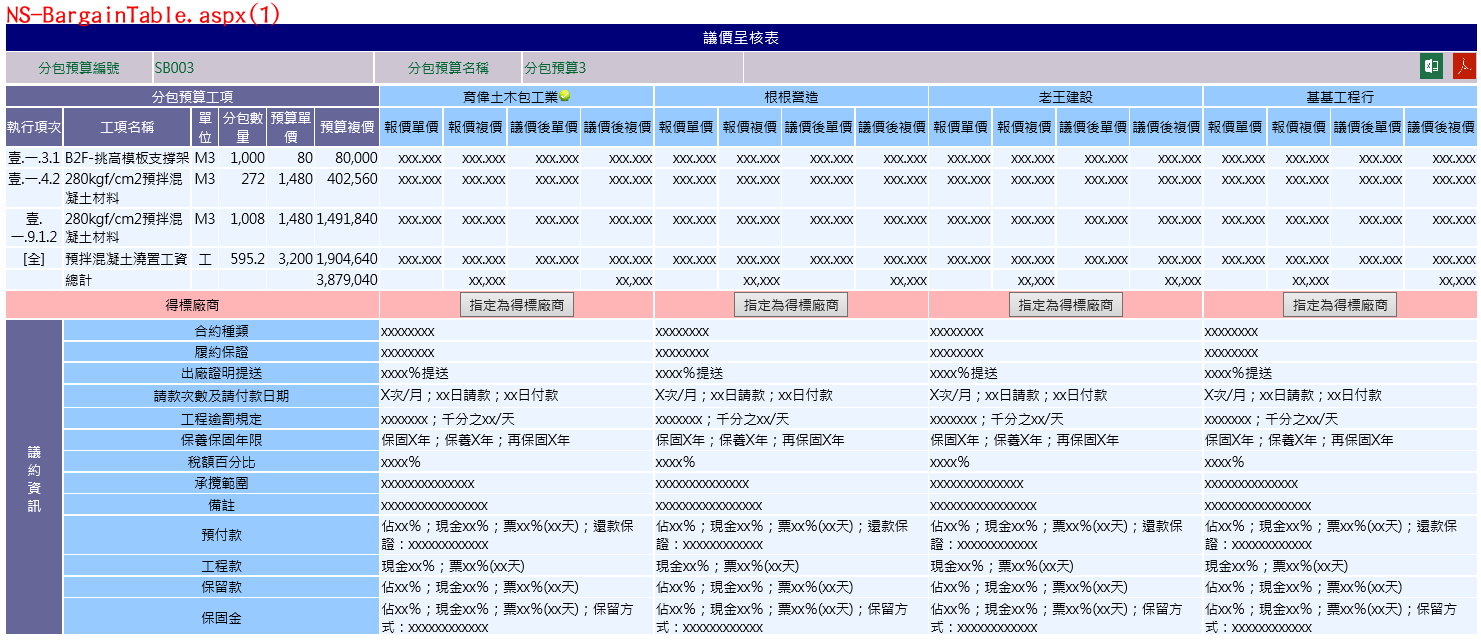 NS-BargainTable.aspx(1)
議價呈核表
分包預算編號 SB003 分包預算名稱 分包預算3
分包預算工項 育偉土木包工業 根根營造 老王建設 基基工程行
執行項次 工項名稱 單位 分包數量 預算單價 預算複價 報價單價 報價複價 議價後單價 議價後複價 報價單價 報價複價 議價後單價 議價後複價 報價單價 報價複價 議價後單價 議價後複價 報價單價 報價複價 議價後單價 議價後複價
壹.一.3.1 B2F-挑高模板支撐架 M3 1,000 80 80,000 xxx.xxx xxx.xxx xxx.xxx xxx.xxx xxx.xxx xxx.xxx xxx.xxx xxx.xxx xxx.xxx xxx.xxx xxx.xxx xxx.xxx xxx.xxx xxx.xxx xxx.xxx xxx.xxx
壹.一.4.2 280kgf/cm2預拌混 M3 272 1,480 402,560 xxx.xxx xxx.xxx xxx.xxx xxx.xxx xxx.xxx xxx.xxx xxx.xxx xxx.xxx xxx.xxx xxx.xxx xxx.xxx xxx.xxx xxx.xxx xxx.xxx xxx.xxx xxx.xxx
凝土材料
壹. 280kgf/cm2預拌混 M3 1,008 1,480 1,491,840 xxx.xxx xxx.xxx xxx.xxx xxx.xxx xxx.xxx xxx.xxx xxx.xxx xxx.xxx xxx.xxx xxx.xxx xxx.xxx xxx.xxx xxx.xxx xxx.xxx xxx.xxx xxx.xxx
一.9.1.2 凝土材料
[全] 預拌混凝土澆置工資 工 595.2 3,200 1,904,640 xxx.xxx xxx.xxx xxx.xxx xxx.xxx xxx.xxx xxx.xxx xxx.xxx xxx.xxx xxx.xxx xxx.xxx xxx.xxx xxx.xxx xxx.xxx xxx.xxx xxx.xxx xxx.xxx
總計 3,879,040 xx,xxx xx,xxx xx,xxx xx,xxx xx,xxx xx,xxx xx,xxx xx,xxx
得標廠商 指定為得標廠商 指定為得標廠商 指定為得標廠商 指定為得標廠商
議約資訊
合約種類 xxxxxxxx xxxxxxxx xxxxxxxx xxxxxxxx
履約保證 xxxxxxxx xxxxxxxx xxxxxxxx xxxxxxxx
出廠證明提送 xxxx%提送 xxxx%提送 xxxx%提送 xxxx%提送
請款次數及請付款日期 X次/月；xx日請款；xx日付款 X次/月；xx日請款；xx日付款 X次/月；xx日請款；xx日付款 X次/月；xx日請款；xx日付款
工程逾罰規定 xxxxxxx；千分之xx/天 xxxxxxx；千分之xx/天 xxxxxxx；千分之xx/天 xxxxxxx；千分之xx/天
保養保固年限 保固X年；保養X年；再保固X年 保固X年；保養X年；再保固X年 保固X年；保養X年；再保固X年 保固X年；保養X年；再保固X年
稅額百分比 xxxx% xxxx% xxxx% xxxx%
承攬範圍 xxxxxxxxxxxxxx xxxxxxxxxxxxxx xxxxxxxxxxxxxx xxxxxxxxxxxxxx
備註 xxxxxxxxxxxxxxxx xxxxxxxxxxxxxxxx xxxxxxxxxxxxxxxx xxxxxxxxxxxxxxxx
預付款 佔xx%；現金xx%；票xx%(xx天)；還款保 佔xx%；現金xx%；票xx%(xx天)；還款保 佔xx%；現金xx%；票xx%(xx天)；還款保 佔xx%；現金xx%；票xx%(xx天)；還款保
證：xxxxxxxxxxxx 證：xxxxxxxxxxxx 證：xxxxxxxxxxxx 證：xxxxxxxxxxxx
工程款 現金xx%；票xx%(xx天) 現金xx%；票xx%(xx天) 現金xx%；票xx%(xx天) 現金xx%；票xx%(xx天)
保留款 佔xx%；現金xx%；票xx%(xx天) 佔xx%；現金xx%；票xx%(xx天) 佔xx%；現金xx%；票xx%(xx天) 佔xx%；現金xx%；票xx%(xx天)
保固金 佔xx%；現金xx%；票xx%(xx天)；保留方 佔xx%；現金xx%；票xx%(xx天)；保留方 佔xx%；現金xx%；票xx%(xx天)；保留方 佔xx%；現金xx%；票xx%(xx天)；保留方
式：xxxxxxxxxxxx 式：xxxxxxxxxxxx 式：xxxxxxxxxxxx 式：xxxxxxxxxxxx